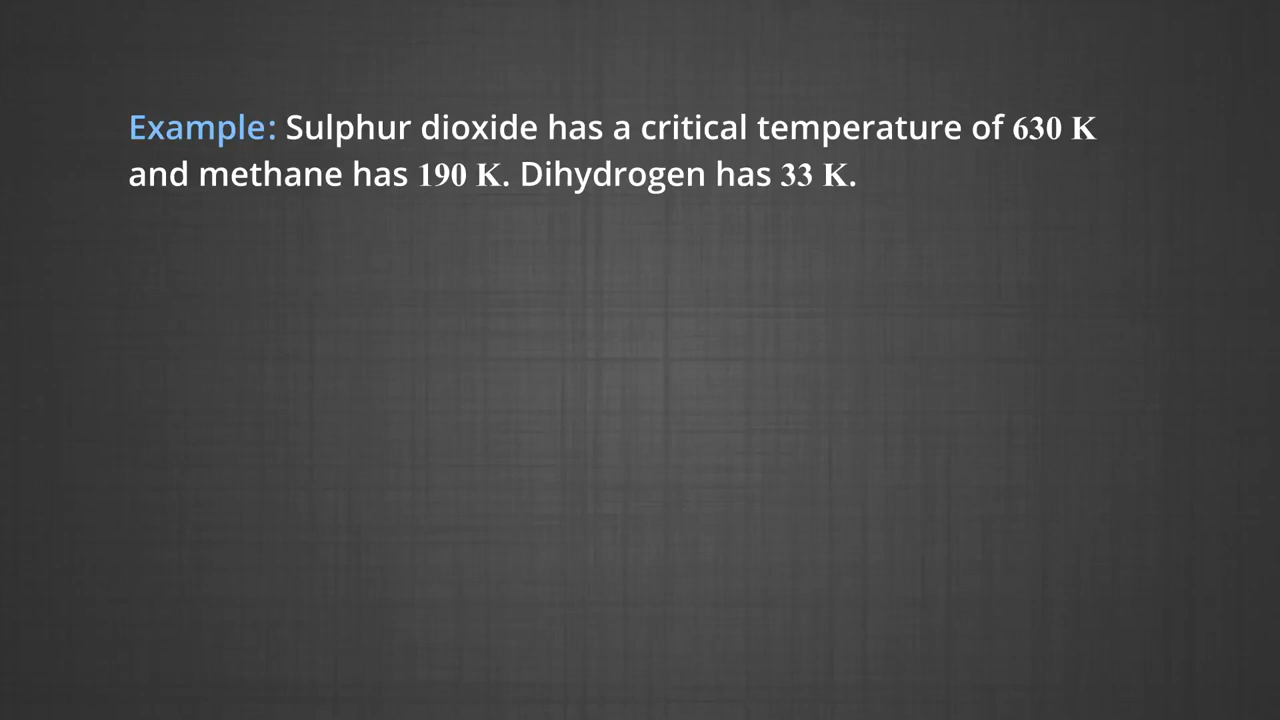 Example: Sulphur dioxide has a critical temperature of 630 K
and methane has 190 K. Dihydrogen has 33 K.